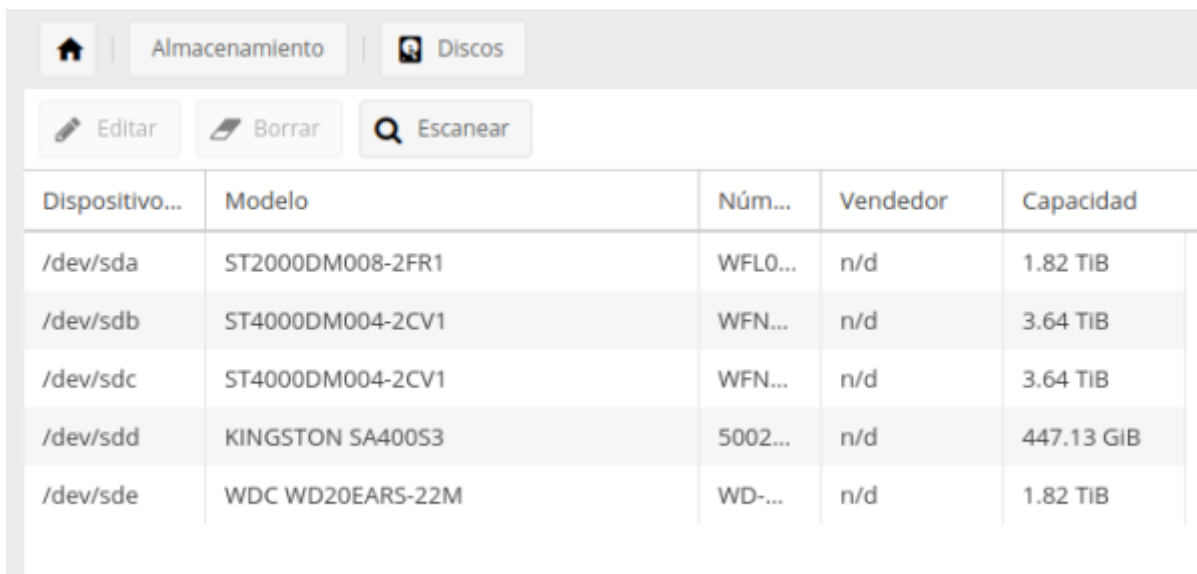 Almacenamiento Discos
Editar Borrar Escanear
Dispositivo... Modelo Núm... Vendedor Capacidad
/dev/sda ST2000DM008-2FR1 WFL0... n/d 1.82 TiB
/dev/sdb ST4000DM004-2CV1 WFN... n/d 3.64 TiB
/dev/sdc ST4000DM004-2CV1 WFN... n/d 3.64 TiB
/dev/sdd KINGSTON SA400S3 5002... n/d 447.13 GiB
/dev/sde WDC WD20EARS-22M WD-... n/d 1.82 TiB